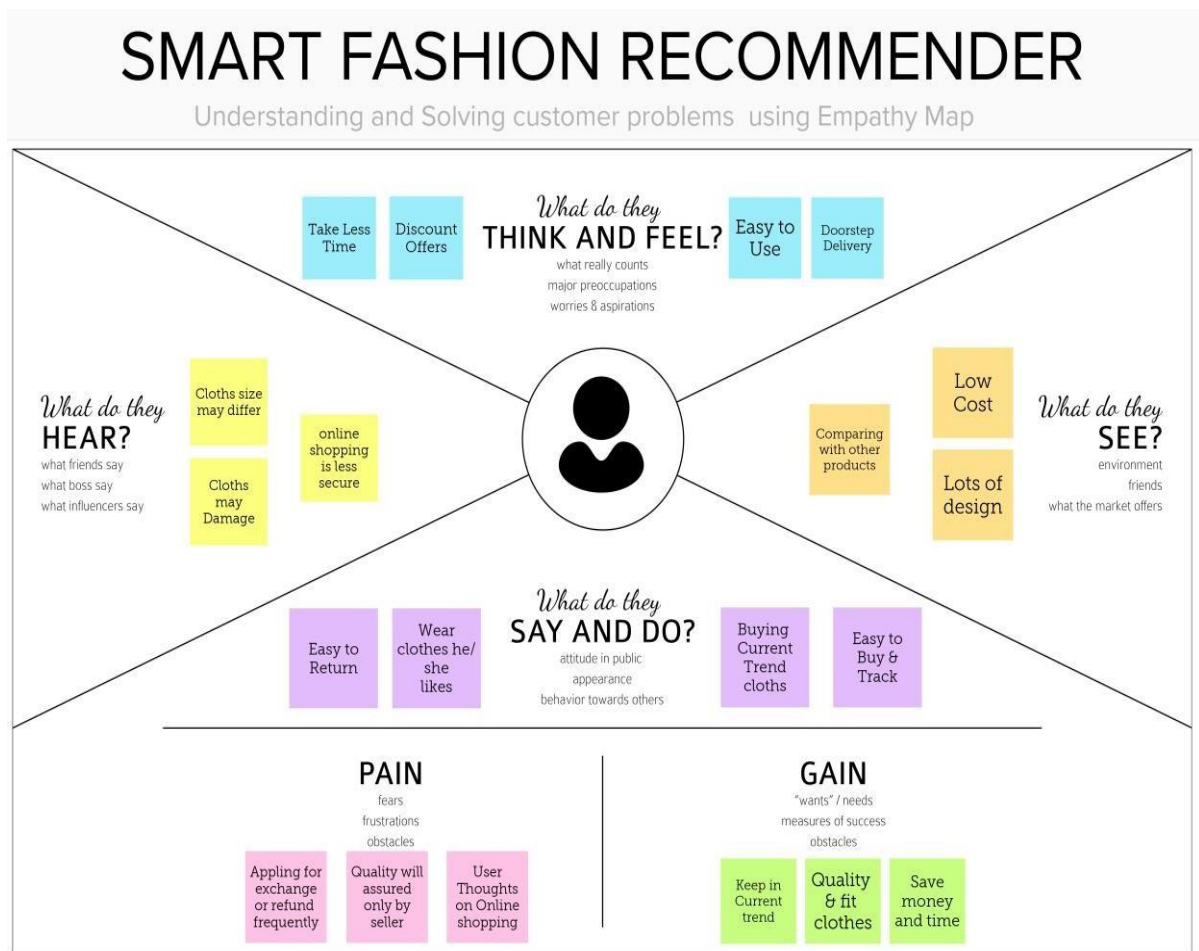 SMART FASHION RECOMMENDER
Understanding and Solving customer problems using Empathy Map
What do they
THINK AND FEEL?
what really counts
major preoccupations
worries & aspirations
Take Less
Time
Discount
Offers
Easy to
Use
Doorstep
Delivery
What do they
HEAR?
what friends say
what boss say
what influencers say
Cloths size
may differ
Cloths
may
Damage
online
shopping
is less
secure
Comparing
with other
products
Low
Cost
Lots of
design
What do they
SEE?
environment
friends
what the market offers
What do they
SAY AND DO?
attitude in public
appearance
behavior towards others
Easy to
Return
Wear
clothes he/
she
likes
Buying
Current
Trend
cloths
Easy to
Buy &
Track
PAIN
fears
frustrations
obstacles
Appling for
exchange
or refund
frequently
Quality will
assured
only by
seller
User
Thoughts
on Online
shopping
GAIN
"wants" / needs
measures of success
obstacles
Keep in
Current
trend
Quality
& fit
clothes
Save
money
and time